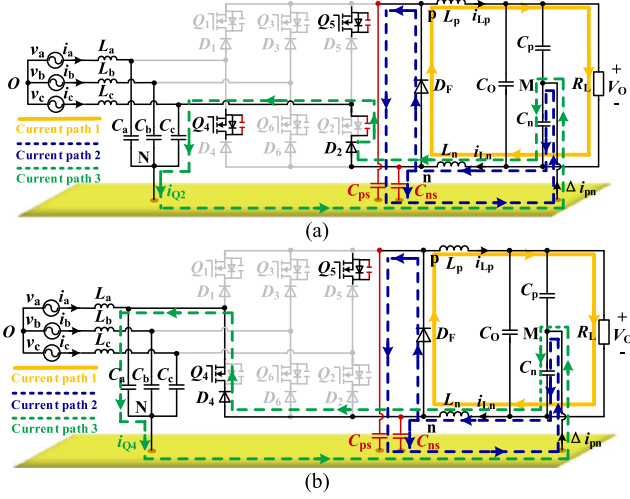 Q1 Q3 Q5 p Lp iLp
D1 D3 D5
va ia La
O vb ib Lb
vc ic Lc
Cp
DF CO M RL + VO -
Ca Cb Cc Q4 Q6 Q2 Cn
N D4 D6 D2
Current path 1
Current path 2
Current path 3
Ln iLn
n
iQ2 Cps Cns Δ ipn
(a)
Q1 Q3 Q5 p Lp iLp
D1 D3 D5
va ia La
O vb ib Lb
vc ic Lc
Cp
DF CO M RL + VO -
Ca Cb Cc Q4 Q6 Q2 Cn
N D4 D6 D2
Current path 1
Current path 2
Current path 3
Ln iLn
n
iQ4 Cps Cns Δ ipn
(b)